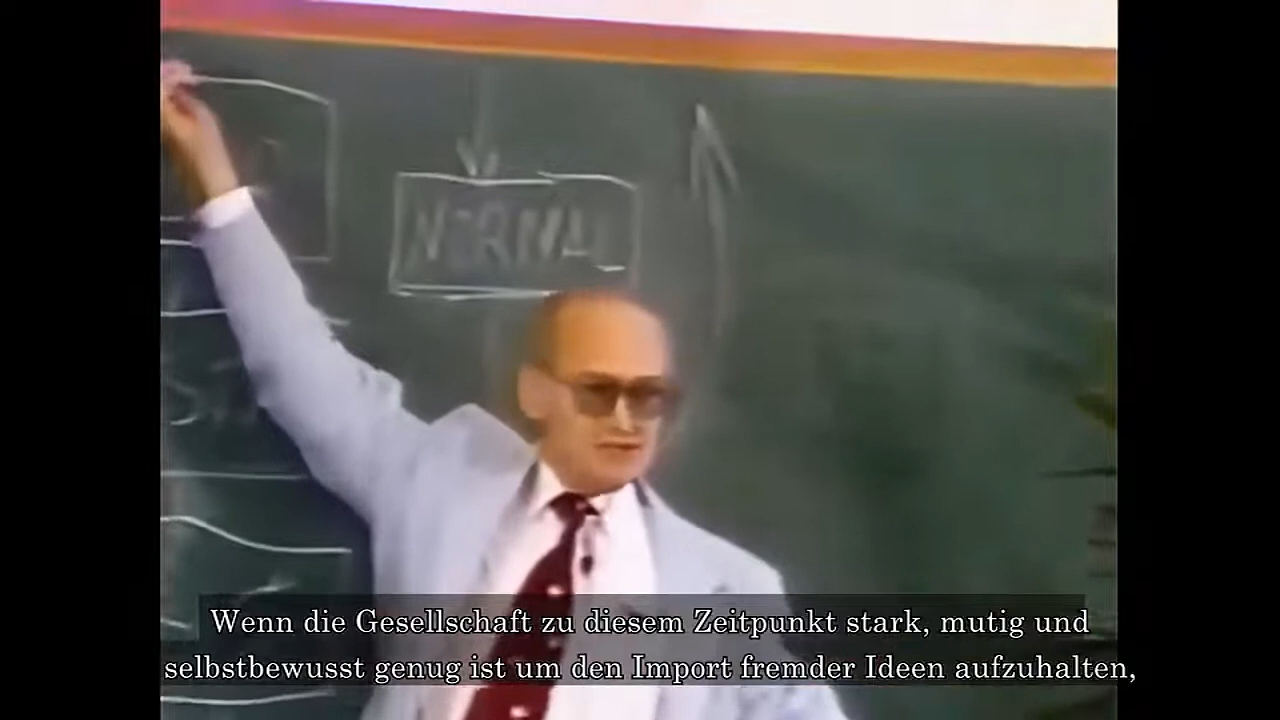 NORMAL
Wenn die Gesellschaft zu diesem Zeitpunkt stark, mutig und
selbstbewusst genug ist um den Import fremder Ideen aufzuhalten,